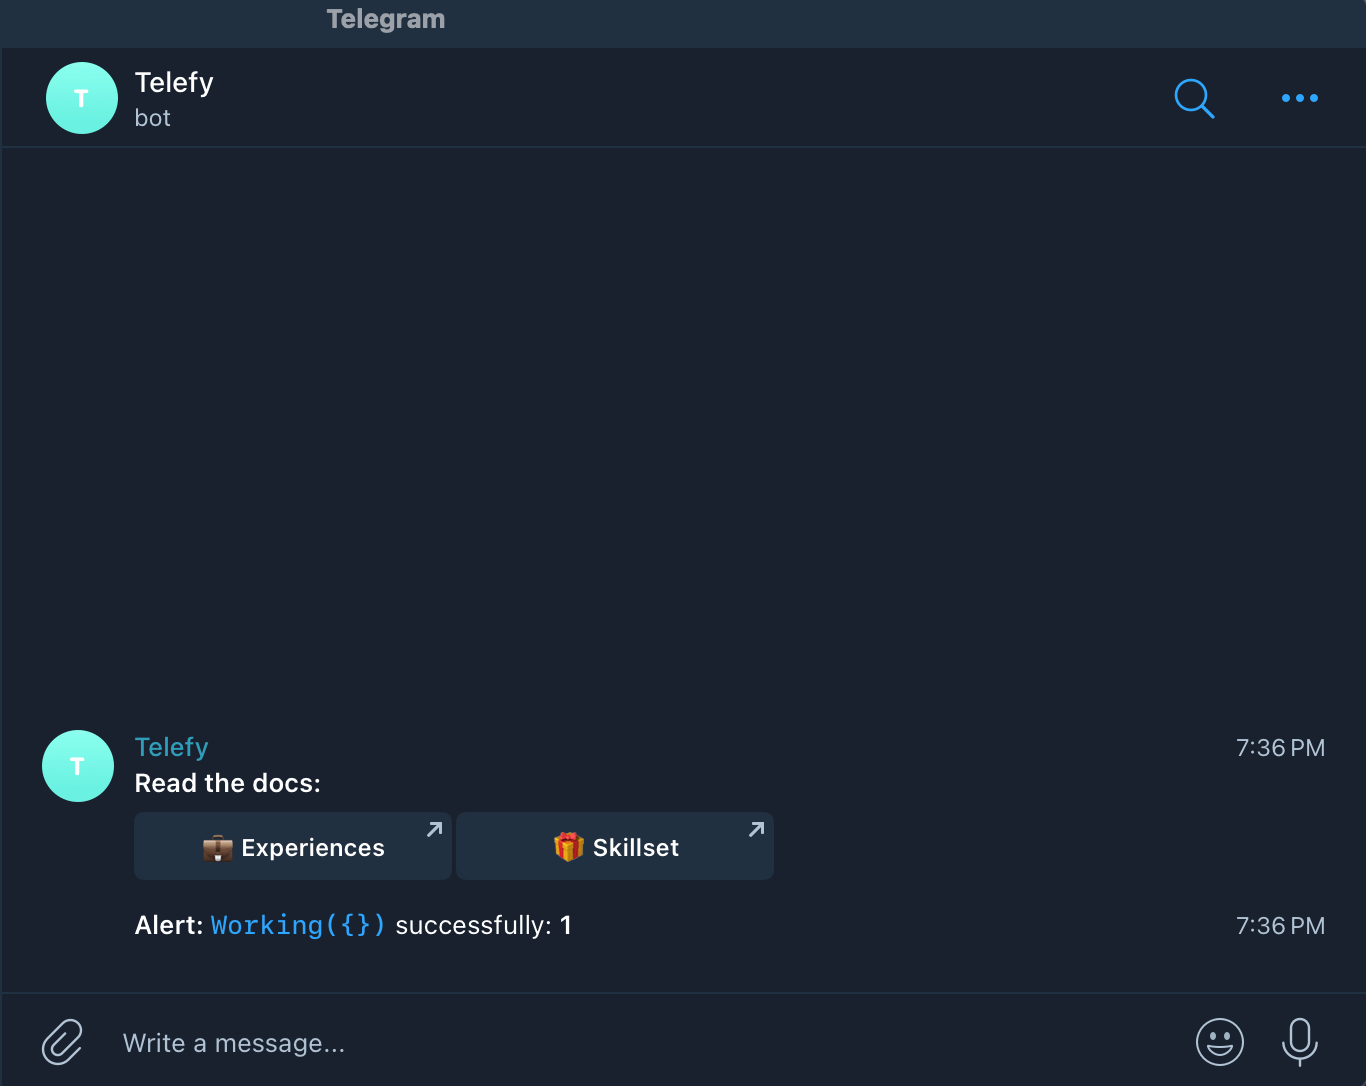 Telegram
T
Telefy
bot
T
Telefy
7:36 PM
Read the docs:
Experiences
Skillset
Alert: Working({}) successfully: 1
7:36 PM
Write a message...